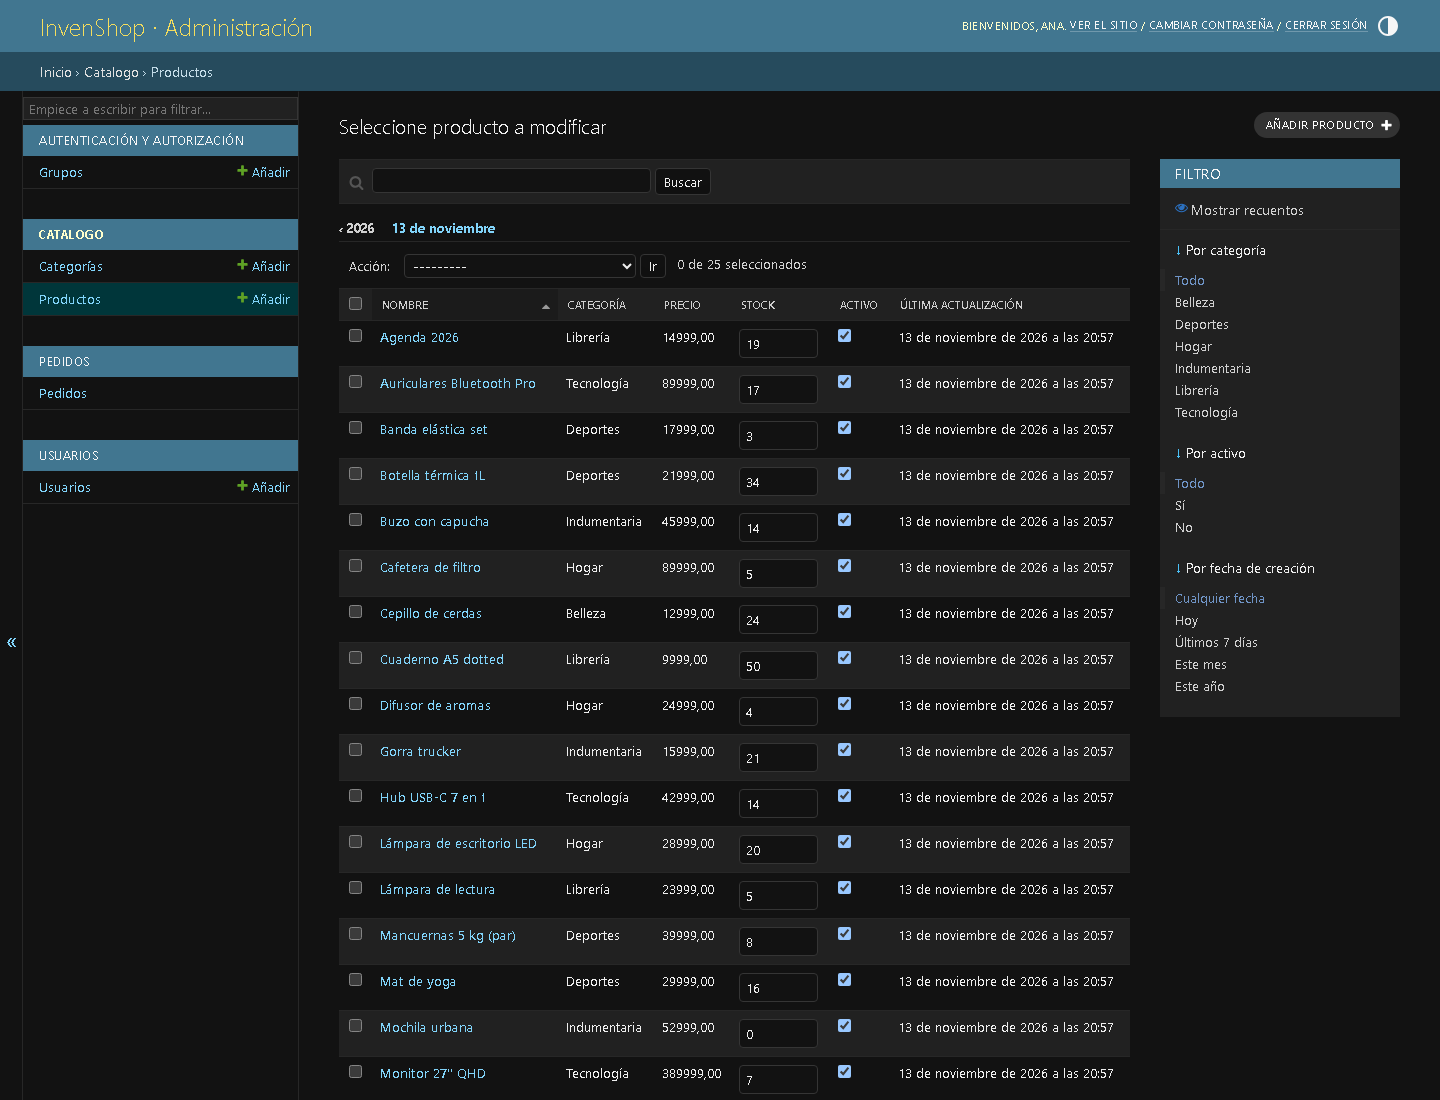 InvenShop · Administración
BIENVENIDOS, ANA. VER EL SITIO / CAMBIAR CONTRASEÑA / CERRAR SESIÓN
Inicio › Catalogo › Productos
Empiece a escribir para filtrar...
AUTENTICACIÓN Y AUTORIZACIÓN
Grupos + Añadir
CATALOGO
Categorías + Añadir
Productos + Añadir
PEDIDOS
Pedidos
USUARIOS
Usuarios + Añadir
«
Seleccione producto a modificar
AÑADIR PRODUCTO +
Buscar
‹ 2026 13 de noviembre
Acción: --------- Ir 0 de 25 seleccionados
NOMBRE CATEGORÍA PRECIO STOCK ACTIVO ÚLTIMA ACTUALIZACIÓN
Agenda 2026 Librería 14999,00 19 13 de noviembre de 2026 a las 20:57
Auriculares Bluetooth Pro Tecnología 89999,00 17 13 de noviembre de 2026 a las 20:57
Banda elástica set Deportes 17999,00 3 13 de noviembre de 2026 a las 20:57
Botella térmica 1L Deportes 21999,00 34 13 de noviembre de 2026 a las 20:57
Buzo con capucha Indumentaria 45999,00 14 13 de noviembre de 2026 a las 20:57
Cafetera de filtro Hogar 89999,00 5 13 de noviembre de 2026 a las 20:57
Cepillo de cerdas Belleza 12999,00 24 13 de noviembre de 2026 a las 20:57
Cuaderno A5 dotted Librería 9999,00 50 13 de noviembre de 2026 a las 20:57
Difusor de aromas Hogar 24999,00 4 13 de noviembre de 2026 a las 20:57
Gorra trucker Indumentaria 15999,00 21 13 de noviembre de 2026 a las 20:57
Hub USB-C 7 en 1 Tecnología 42999,00 14 13 de noviembre de 2026 a las 20:57
Lámpara de escritorio LED Hogar 28999,00 20 13 de noviembre de 2026 a las 20:57
Lámpara de lectura Librería 23999,00 5 13 de noviembre de 2026 a las 20:57
Mancuernas 5 kg (par) Deportes 39999,00 8 13 de noviembre de 2026 a las 20:57
Mat de yoga Deportes 29999,00 16 13 de noviembre de 2026 a las 20:57
Mochila urbana Indumentaria 52999,00 0 13 de noviembre de 2026 a las 20:57
Monitor 27" QHD Tecnología 389999,00 7 13 de noviembre de 2026 a las 20:57
FILTRO
Mostrar recuentos
↓ Por categoría
Todo
Belleza
Deportes
Hogar
Indumentaria
Librería
Tecnología
↓ Por activo
Todo
Sí
No
↓ Por fecha de creación
Cualquier fecha
Hoy
Últimos 7 días
Este mes
Este año